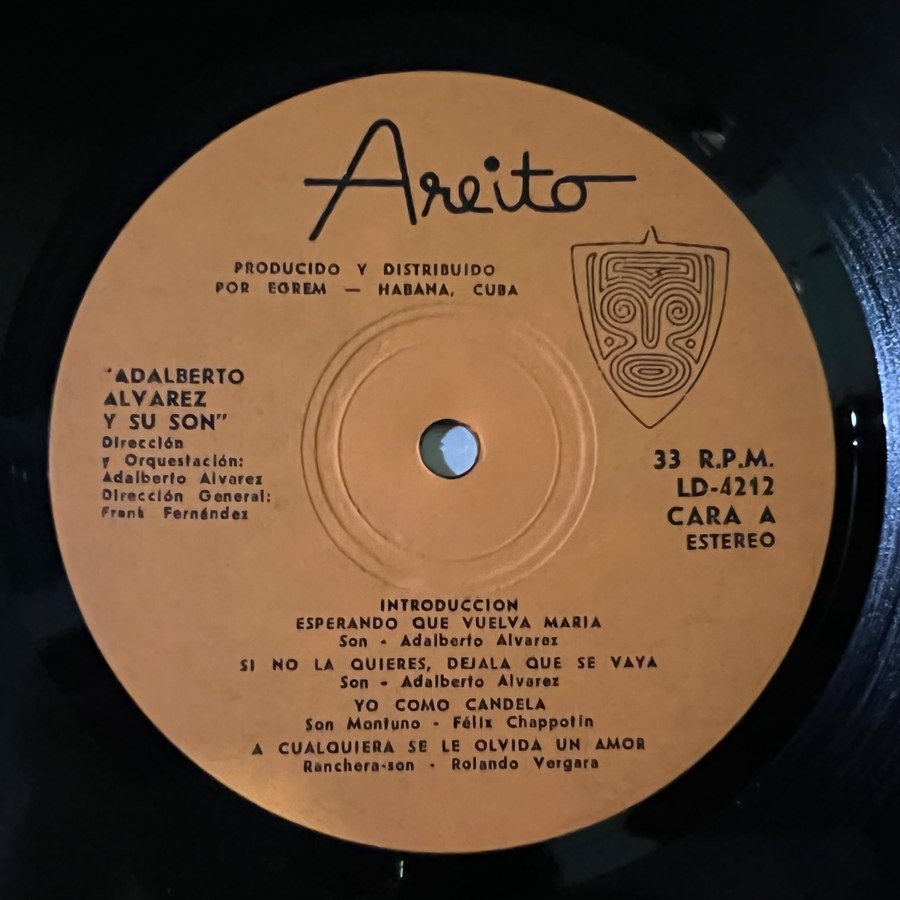 Areito
PRODUCIDO Y DISTRIBUIDO
POR EGREM — HABANA, CUBA
"ADALBERTO
ALVAREZ
Y SU SON"
Dirección
y Orquestación:
Adalberto Alvarez
Dirección General:
Frank Fernández
33 R.P.M.
LD-4212
CARA A
ESTEREO
INTRODUCCION
ESPERANDO QUE VUELVA MARIA
Son - Adalberto Alvarez
SI NO LA QUIERES, DEJALA QUE SE VAYA
Son - Adalberto Alvarez
YO COMO CANDELA
Son Montuno - Félix Chappotin
A CUALQUIERA SE LE OLVIDA UN AMOR
Ranchera-son - Rolando Vergara